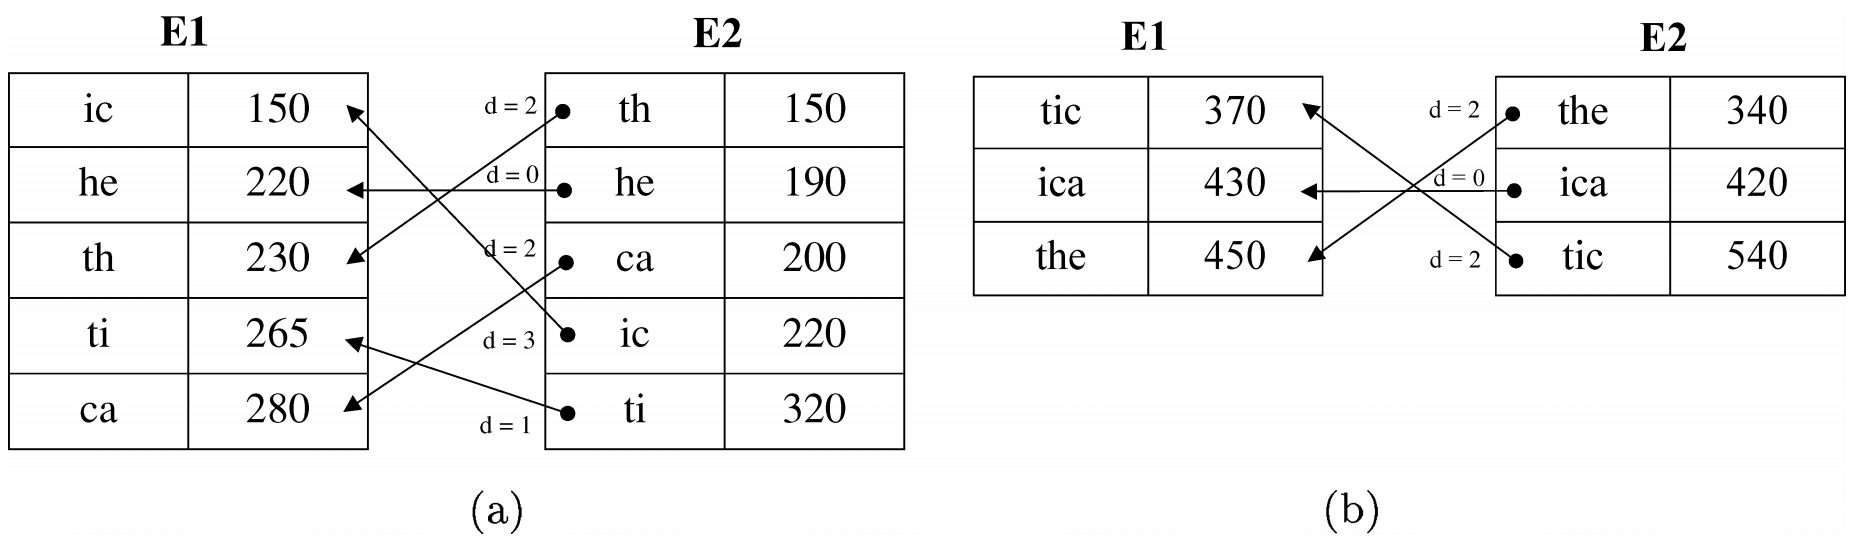 E1 E2
ic 150 d = 2 th 150
he 220 d = 0 he 190
th 230 d = 2 ca 200
ti 265 d = 3 ic 220
ca 280 d = 1 ti 320
(a)
E1 E2
tic 370 d = 2 the 340
ica 430 d = 0 ica 420
the 450 d = 2 tic 540
(b)